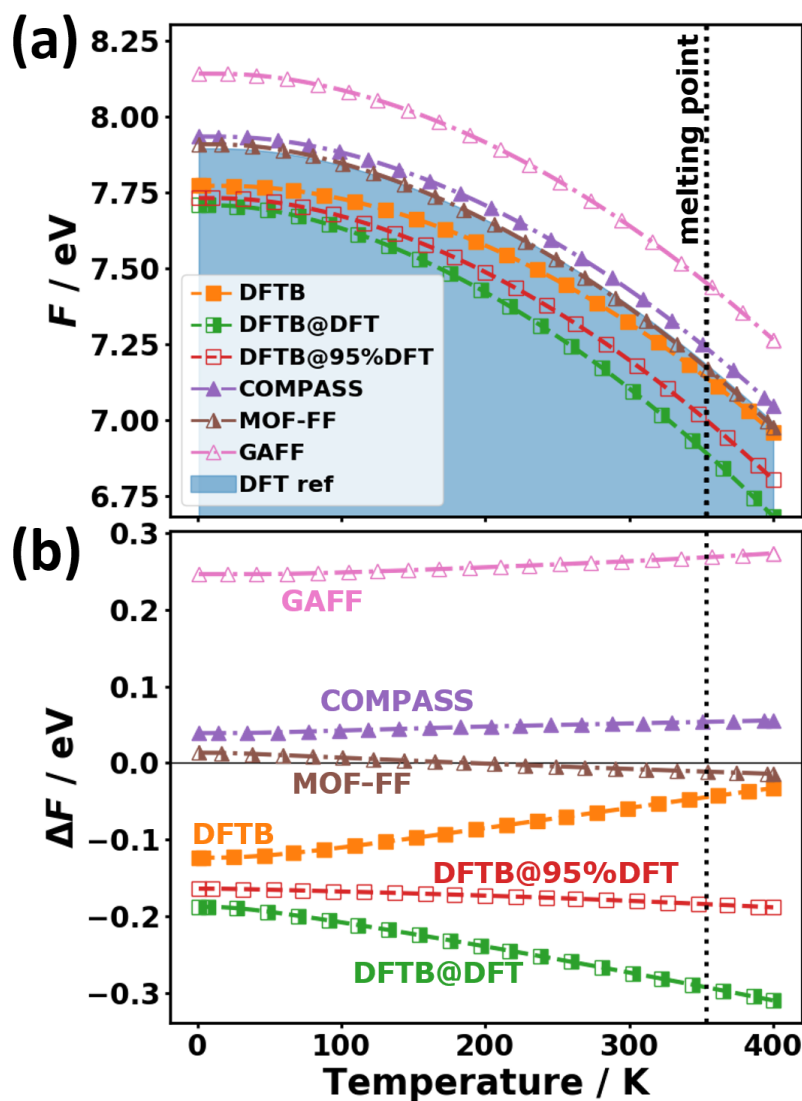 (a)
8.25
8.00
7.75
7.50
7.25
7.00
6.75
F / eV
melting point
DFTB
DFTB@DFT
DFTB@95%DFT
COMPASS
MOF-FF
GAFF
DFT ref
(b)
0.3
0.2
0.1
0.0
−0.1
−0.2
−0.3
ΔF / eV
GAFF
COMPASS
MOF–FF
DFTB
DFTB@95%DFT
DFTB@DFT
0
100
200
300
400
Temperature / K